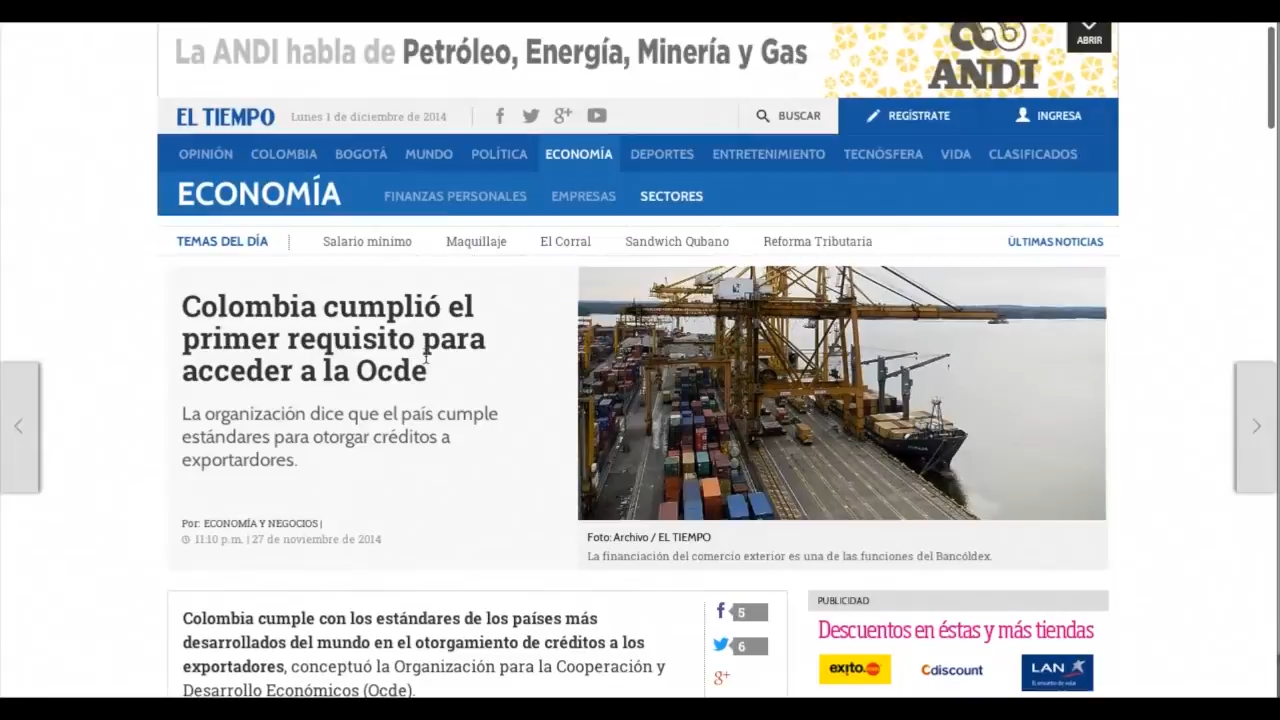 La ANDI habla de Petróleo, Energía, Minería y Gas
ANDI
ABRIR
EL TIEMPO
Lunes 1 de diciembre de 2014
BUSCAR
REGÍSTRATE
INGRESA
OPINIÓN COLOMBIA BOGOTÁ MUNDO POLÍTICA ECONOMÍA DEPORTES ENTRETENIMIENTO TECNÓSFERA VIDA CLASIFICADOS
ECONOMÍA
FINANZAS PERSONALES EMPRESAS SECTORES
TEMAS DEL DÍA
Salario mínimo Maquillaje El Corral Sandwich Qubano Reforma Tributaria
ÚLTIMAS NOTICIAS
Colombia cumplió el
primer requisito para
acceder a la Ocde
La organización dice que el país cumple
estándares para otorgar créditos a
exportardores.
Por: ECONOMÍA Y NEGOCIOS |
11:10 p.m. | 27 de noviembre de 2014
Foto: Archivo / EL TIEMPO
La financiación del comercio exterior es una de las funciones del Bancóldex.
Colombia cumple con los estándares de los países más
desarrollados del mundo en el otorgamiento de créditos a los
exportadores, conceptuó la Organización para la Cooperación y
Desarrollo Económicos (Ocde).
5
6
PUBLICIDAD
Descuentos en éstas y más tiendas
exito.com
Cdiscount
LAN